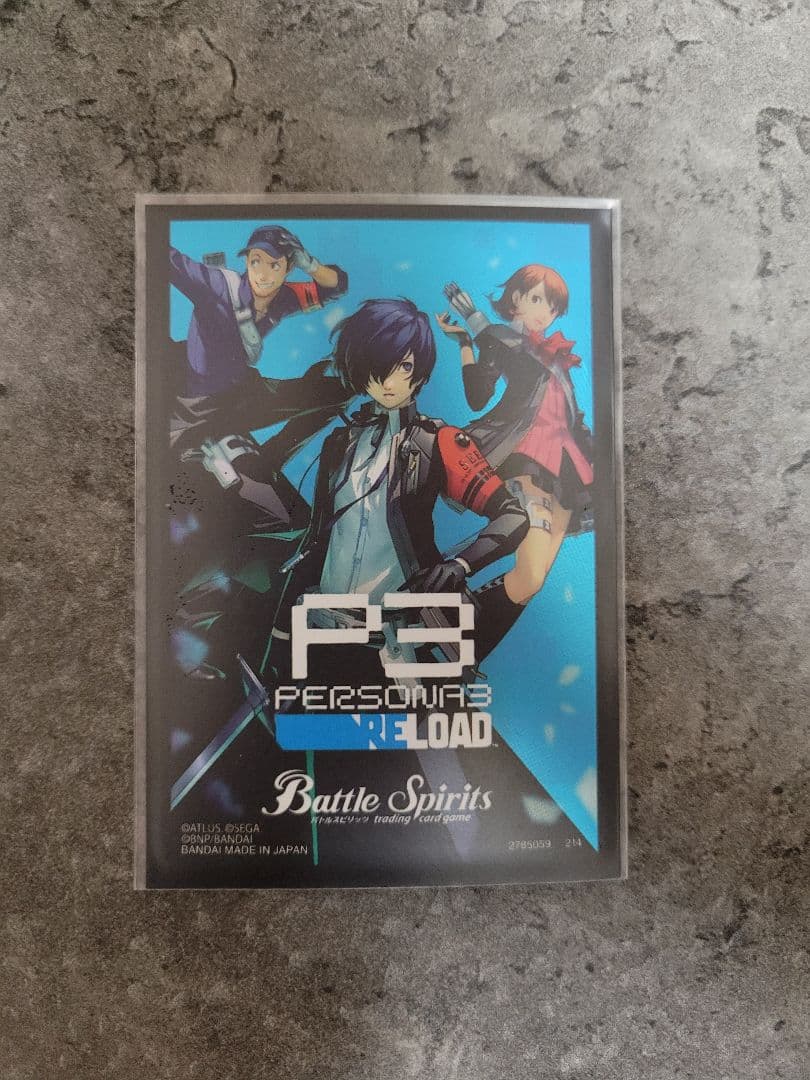 P3
PERSONA3
RELOAD™
Battle Spirits
バトルスピリッツ trading card game
©ATLUS. ©SEGA.
©BNP/BANDAI
BANDAI MADE IN JAPAN
2785059 214